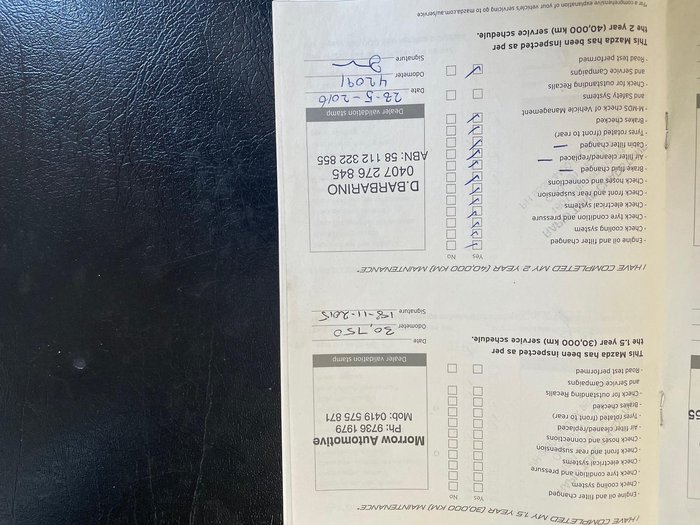 I HAVE COMPLETED MY 1.5 YEAR (30,000 KM) MAINTENANCE*
Yes No
- Engine oil and filter changed
- Check cooling system
- Check tyre condition and pressure
- Check electrical systems
- Check front and rear suspension
- Check hoses and connections
- Air filter cleaned/replaced
- Tyres rotated (front to rear)
- Brakes checked
- Check for outstanding Recalls
and Service Campaigns
- Road test performed
This Mazda has been inspected as per
the 1.5 year (30,000 km) service schedule.
Morrow Automotive
Ph: 9736 1979
Mob: 0419 575 871
Dealer validation stamp
Date
30,750
Odometer
18-11-2015
Signature
I HAVE COMPLETED MY 2 YEAR (40,000 KM) MAINTENANCE*
Yes No
- Engine oil and filter changed
- Check cooling system
- Check tyre condition and pressure
- Check electrical systems
- Check front and rear suspension
- Check hoses and connections
- Brake fluid changed
- Air filter cleaned/replaced
- Cabin filter changed
- Tyres rotated (front to rear)
- Brakes checked
- M-MDS check of Vehicle Management
and Safety Systems
- Check for outstanding Recalls
and Service Campaigns
- Road test performed
This Mazda has been inspected as per
the 2 year (40,000 km) service schedule.
D.BARBARINO
0407 276 845
ABN: 58 112 322 855
Dealer validation stamp
23-5-2016
Date
42091
Odometer
Signature
*For a comprehensive explanation of your vehicle's servicing go to mazda.com.au/service